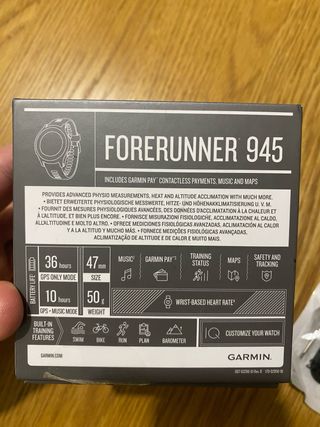 FORERUNNER® 945
INCLUDES GARMIN PAY™ CONTACTLESS PAYMENTS, MUSIC AND MAPS
PROVIDES ADVANCED PHYSIO MEASUREMENTS, HEAT AND ALTITUDE ACCLIMATION WITH MUCH MORE.
• BIETET ERWEITERTE PHYSIOLOGISCHE MESSWERTE, HITZE- UND HÖHENAKKLIMATISIERUNG U. V. M.
• FOURNIT DES MESURES PHYSIOLOGIQUES AVANCÉES, DES DONNÉES D'ACCLIMATATION À LA CHALEUR ET
À L'ALTITUDE, ET BIEN PLUS ENCORE. • FORNISCE MISURAZIONI FISIOLOGICHE, ACCLIMATAZIONE AL CALORE,
ALL'ALTITUDINE E MOLTO ALTRO. • OFRECE MEDICIONES FISIOLÓGICAS AVANZADAS, ACLIMATACIÓN AL CALOR
Y A LA ALTITUD Y MUCHO MÁS. • FORNECE MEDIÇÕES FISIOLÓGICAS AVANÇADAS,
ACLIMATIZAÇÃO DE ALTITUDE E DE CALOR E MUITO MAIS.
BATTERY LIFE
36 hours
GPS ONLY MODE
47 mm
SIZE
10 hours
GPS + MUSIC MODE
50 g
WEIGHT
MUSIC
GARMIN PAY™
TRAINING STATUS
MAPS
SAFETY AND TRACKING
WRIST-BASED HEART RATE
BUILT-IN TRAINING FEATURES
SWIM
BIKE
RUN
PLAN
BAROMETER
IQ
CUSTOMIZE YOUR WATCH
GARMIN.COM
GARMIN